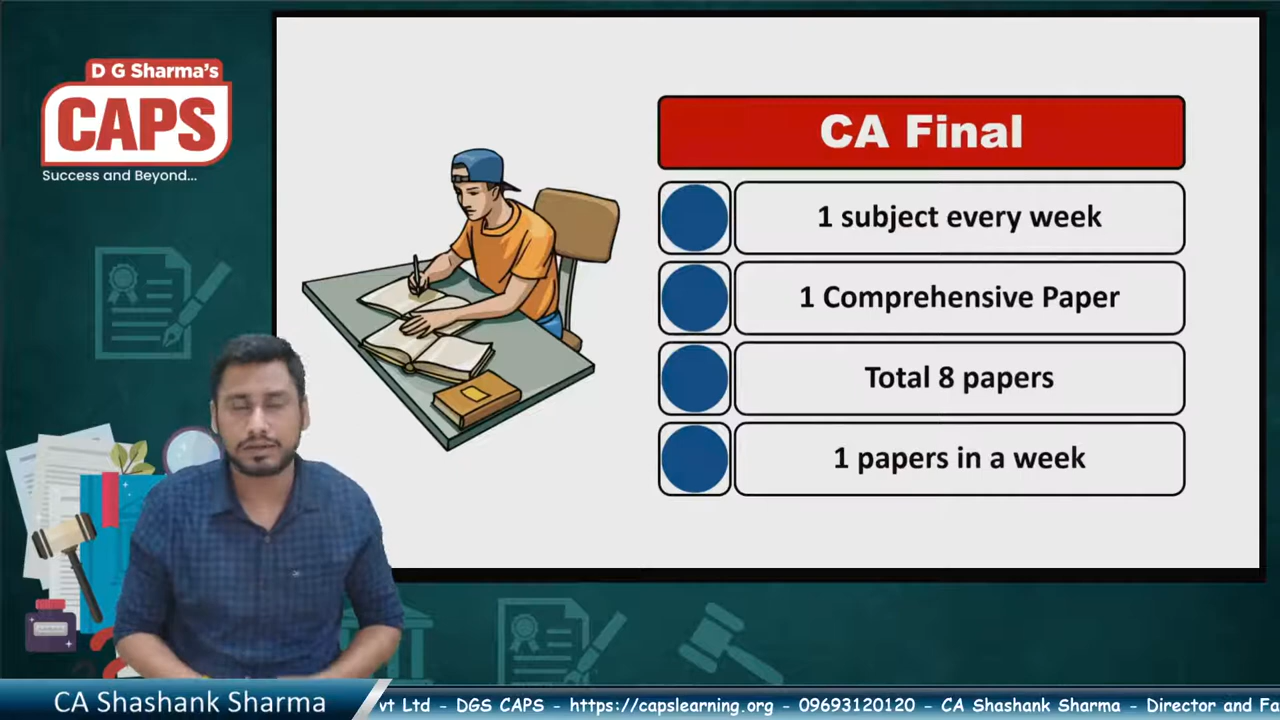 D G Sharma's
CAPS
Success and Beyond...
CA Final
1 subject every week
1 Comprehensive Paper
Total 8 papers
1 papers in a week
CA Shashank Sharma
vt Ltd - DGS CAPS - https://capslearning.org - 09693120120 - CA Shashank Sharma - Director and Fa